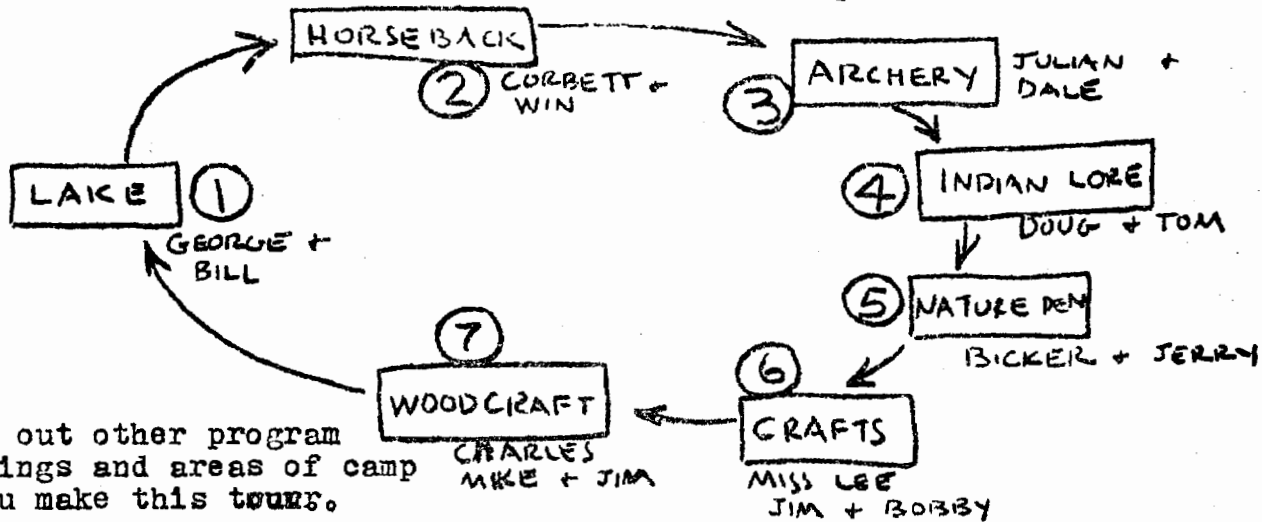 HORSEBACK
② CORBETT +
WIN
ARCHERY
③
JULIAN +
DALE
LAKE ①
GEORGE +
BILL
④ INDIAN LORE
DOUG + TOM
⑤ NATURE DEN
BICKER + JERRY
⑥
CRAFTS
MISS LEE
JIM + BOBBY
⑦
WOODCRAFT
CHARLES
MIKE + JIM
out other program
ings and areas of camp
u make this